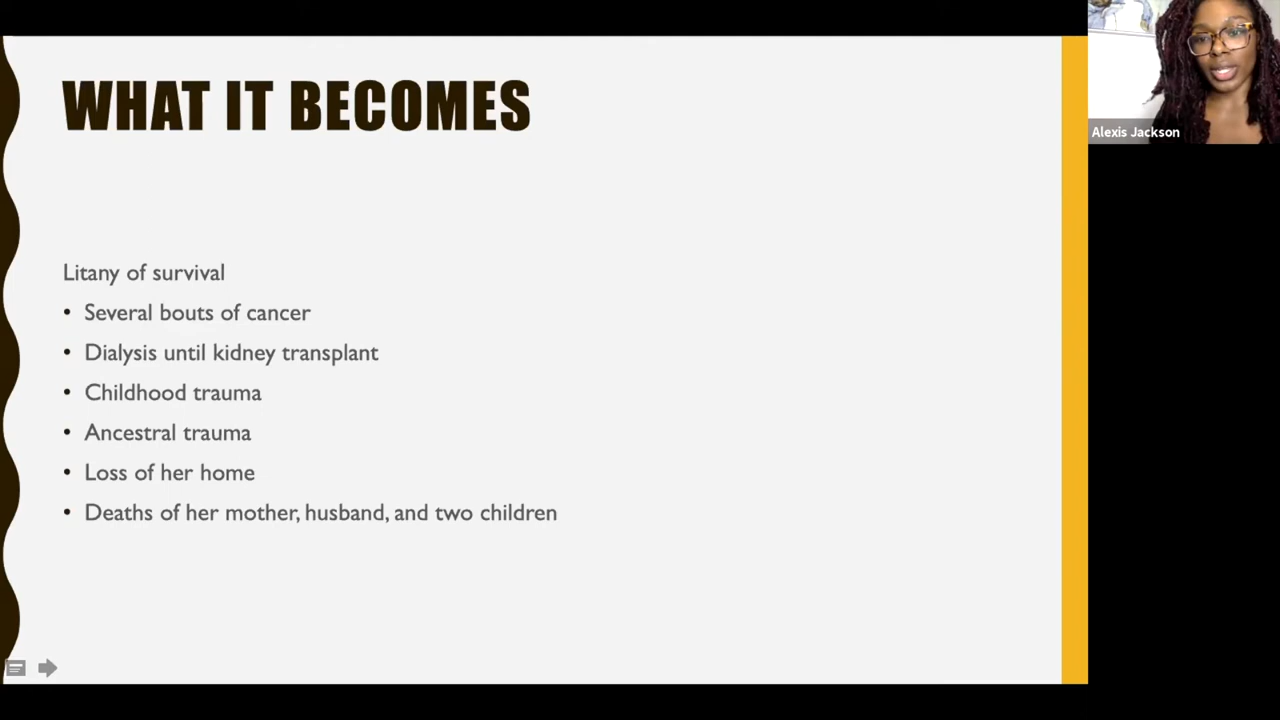 WHAT IT BECOMES
Litany of survival
• Several bouts of cancer
• Dialysis until kidney transplant
• Childhood trauma
• Ancestral trauma
• Loss of her home
• Deaths of her mother, husband, and two children
Alexis Jackson